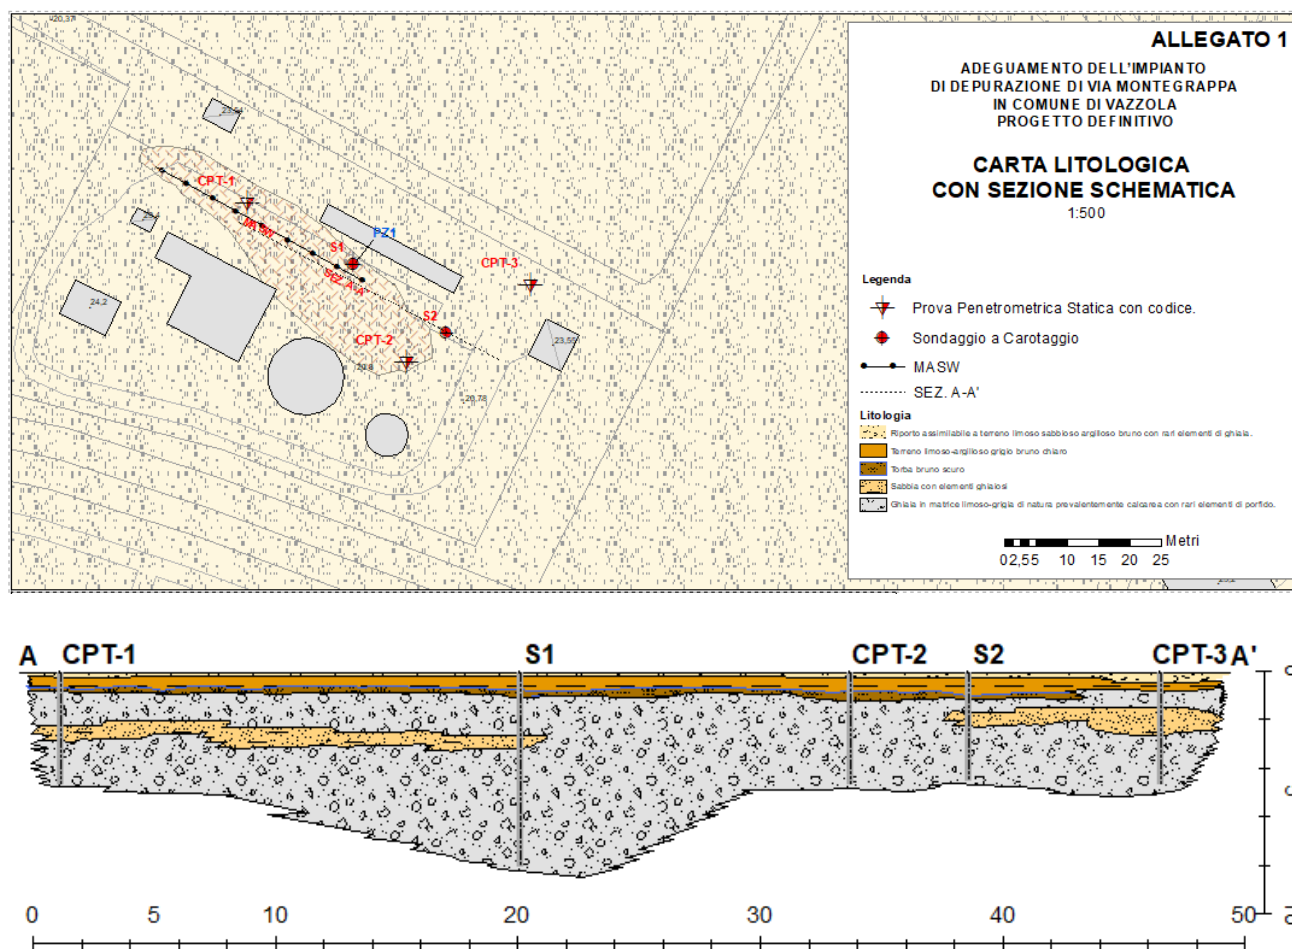 20,37
ALLEGATO 1
ADEGUAMENTO DELL'IMPIANTO
DI DEPURAZIONE DI VIA MONTEGRAPPA
IN COMUNE DI VAZZOLA
PROGETTO DEFINITIVO
CARTA LITOLOGICA
CON SEZIONE SCHEMATICA
1:500
Legenda
Prova Penetrometrica Statica con codice.
Sondaggio a Carotaggio
MASW
SEZ. A-A'
Litologia
Riporto assimilabile a terreno limoso sabbioso argilloso bruno con rari elementi di ghiaia.
Terreno limoso-argilloso grigio bruno chiaro
Torba bruno scuro
Sabbia con elementi ghiaiosi
Ghiaia in matrice limoso-grigia di natura prevalentemente calcarea con rari elementi di porfido.
02,55 10 15 20 25 Metri
CPT-1
MASW
S1
PZ1
SEZ. A-A'
CPT-3
S2
CPT-2
24,2
23,55
20,78
A CPT-1 S1 CPT-2 S2 CPT-3 A'
0 5 10 20 30 40 50